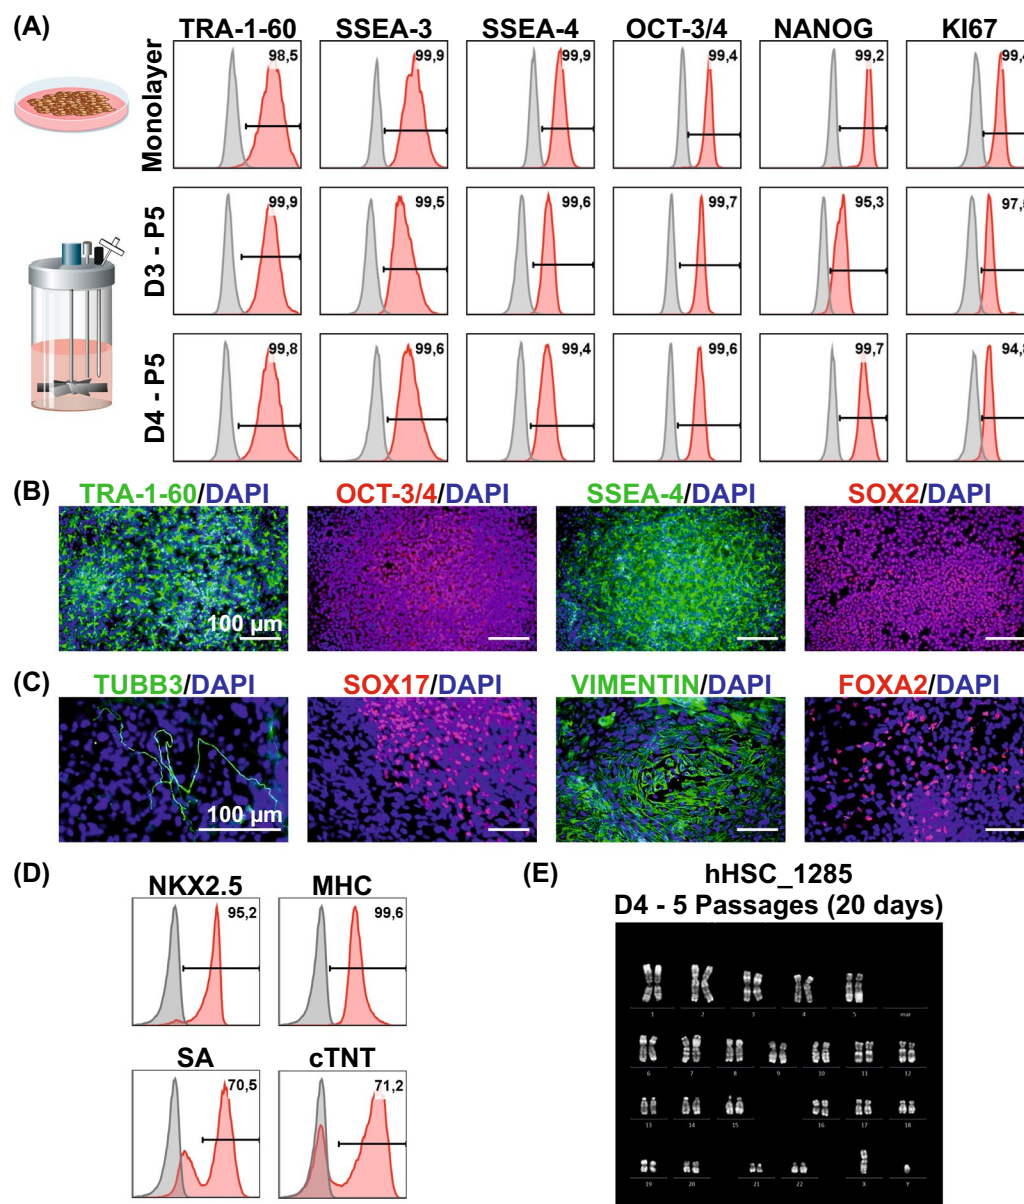 (A)
TRA-1-60 SSEA-3 SSEA-4 OCT-3/4 NANOG KI67
Monolayer
98,5 99,9 99,9 99,4 99,2 99,4
D3 - P5
99,9 99,5 99,6 99,7 95,3 97,5
D4 - P5
99,8 99,6 99,4 99,6 99,7 94,8
(B)
TRA-1-60/DAPI OCT-3/4/DAPI SSEA-4/DAPI SOX2/DAPI
100 µm
(C)
TUBB3/DAPI SOX17/DAPI VIMENTIN/DAPI FOXA2/DAPI
100 µm
(D)
NKX2.5 MHC
95,2 99,6
SA cTNT
70,5 71,2
(E)
hHSC_1285
D4 - 5 Passages (20 days)
1 2 3 4 5 mar
6 7 8 9 10 11 12
13 14 15 16 17 18
19 20 21 22 X Y